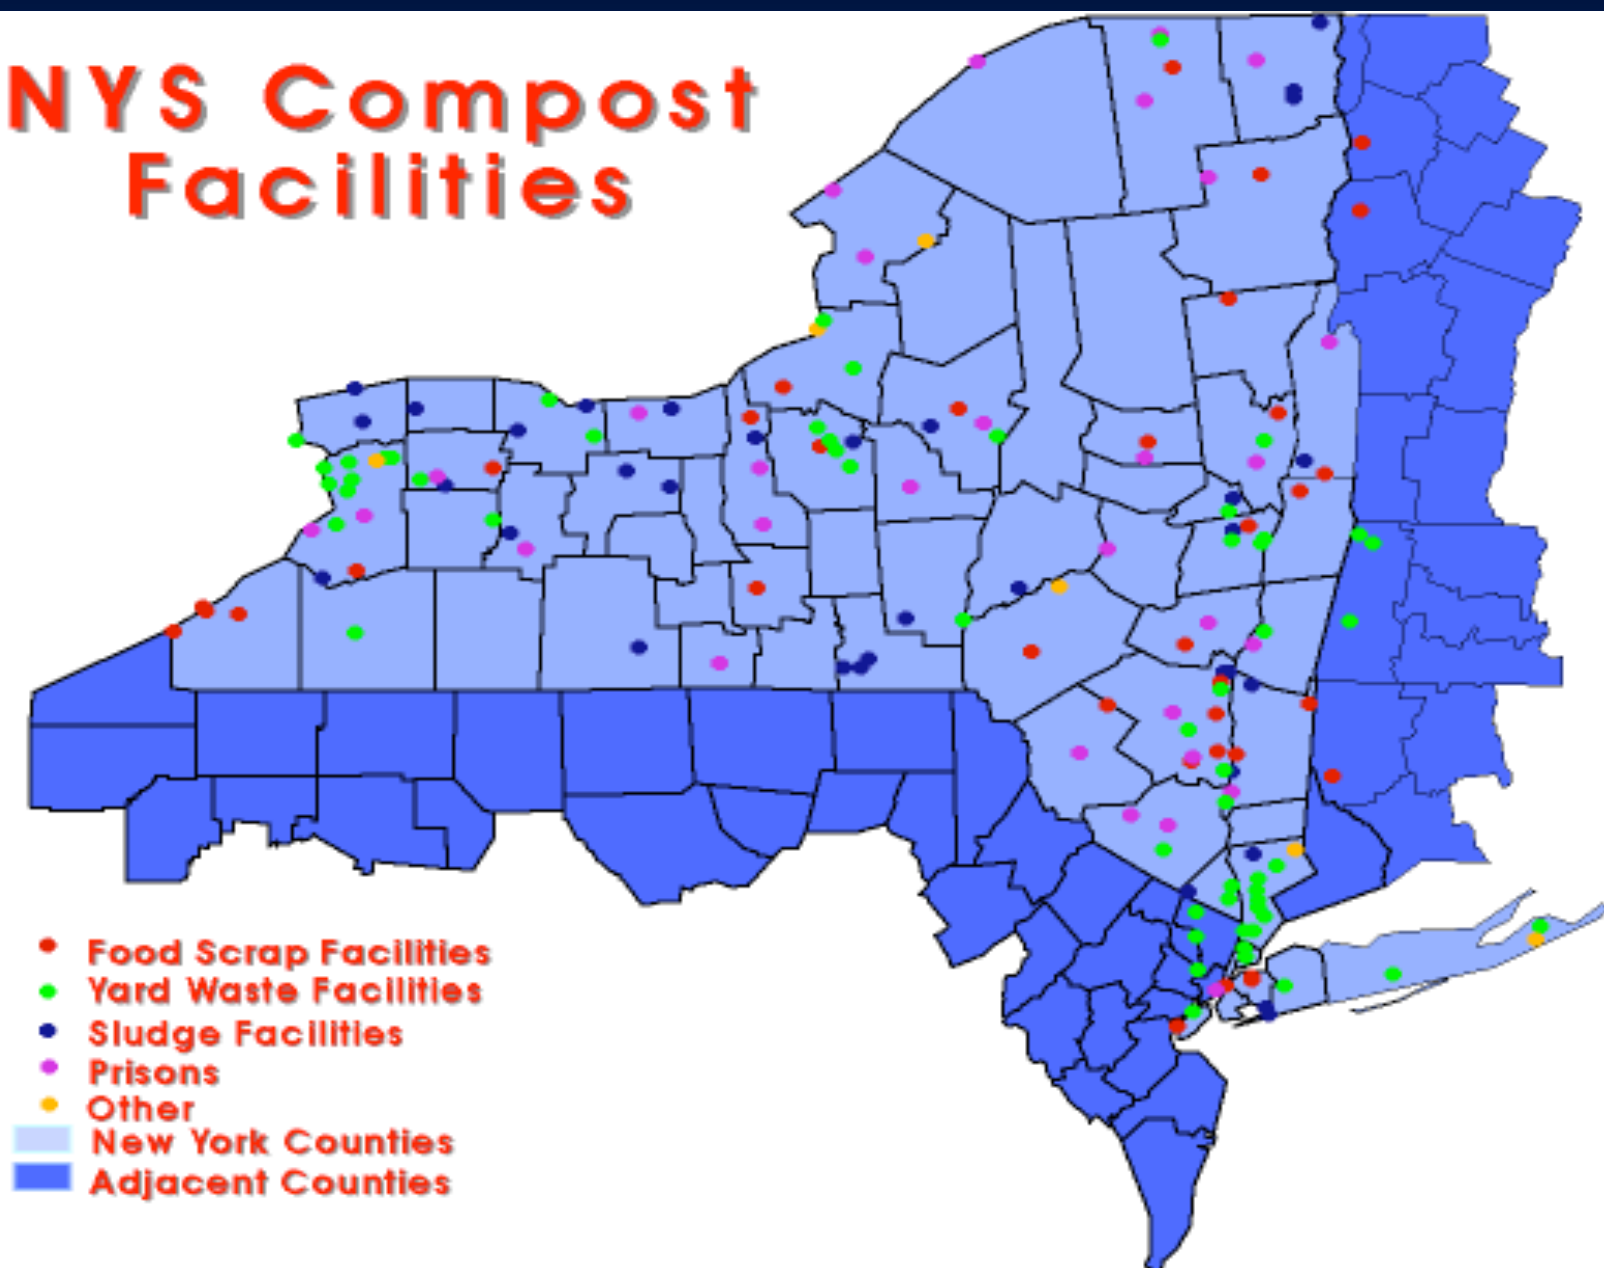 NYS Compost
Facilities
Food Scrap Facilities
Yard Waste Facilities
Sludge Facilities
Prisons
Other
New York Counties
Adjacent Counties